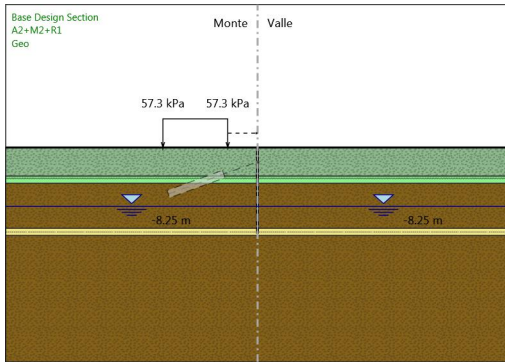 Base Design Section
A2+M2+R1
Geo
Monte Valle
57.3 kPa 57.3 kPa
-8.25 m -8.25 m